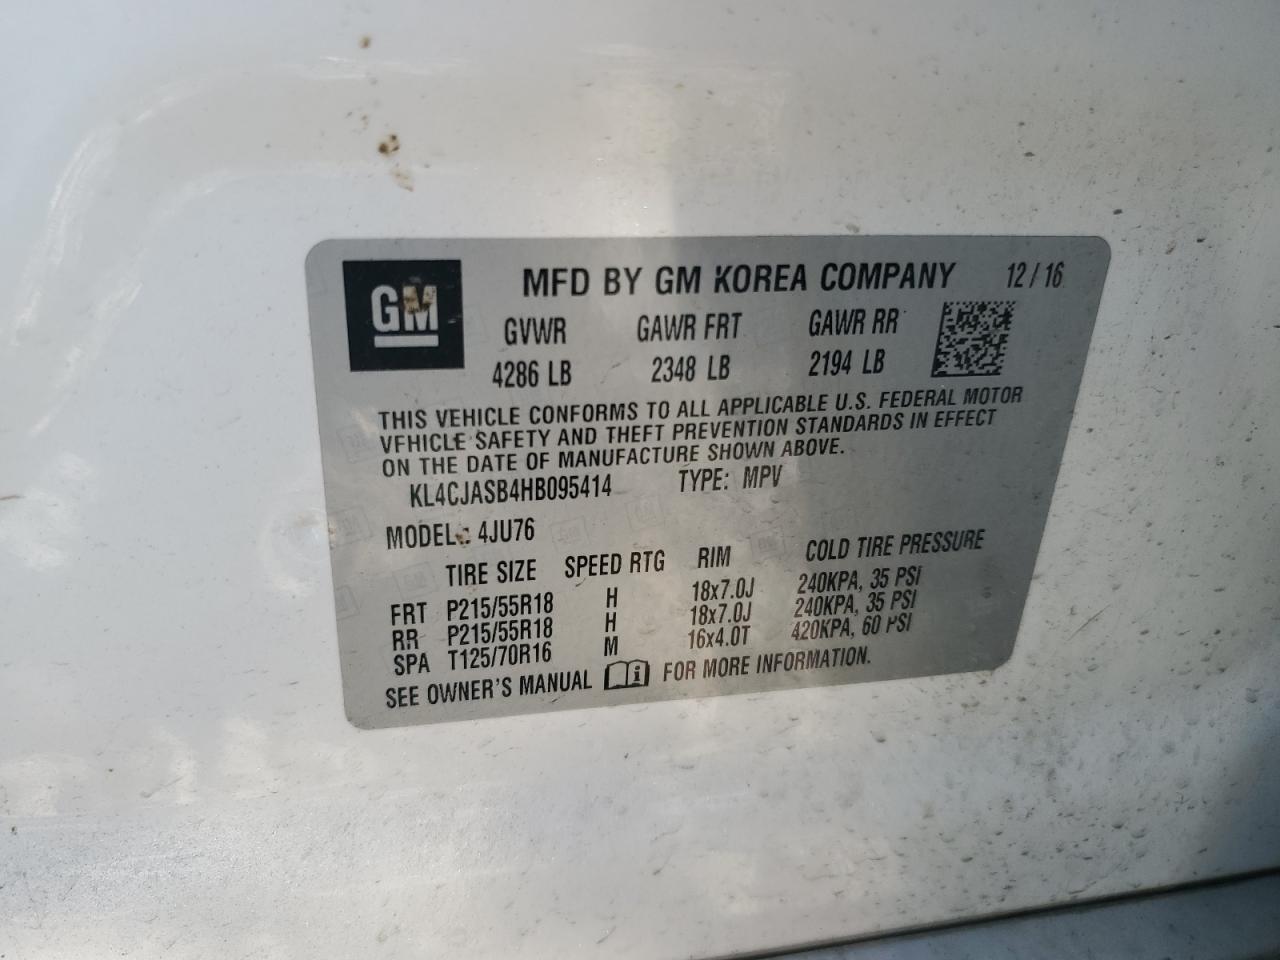 GM
MFD BY GM KOREA COMPANY 12/16
GVWR GAWR FRT GAWR RR
4286 LB 2348 LB 2194 LB
THIS VEHICLE CONFORMS TO ALL APPLICABLE U.S. FEDERAL MOTOR
VEHICLE SAFETY AND THEFT PREVENTION STANDARDS IN EFFECT
ON THE DATE OF MANUFACTURE SHOWN ABOVE.
KL4CJASB4HB095414 TYPE: MPV
MODEL: 4JU76
TIRE SIZE SPEED RTG RIM COLD TIRE PRESSURE
FRT P215/55R18 H 18x7.0J 240KPA, 35 PSI
RR P215/55R18 H 18x7.0J 240KPA, 35 PSI
SPA T125/70R16 M 16x4.0T 420KPA, 60 PSI
SEE OWNER'S MANUAL i FOR MORE INFORMATION.